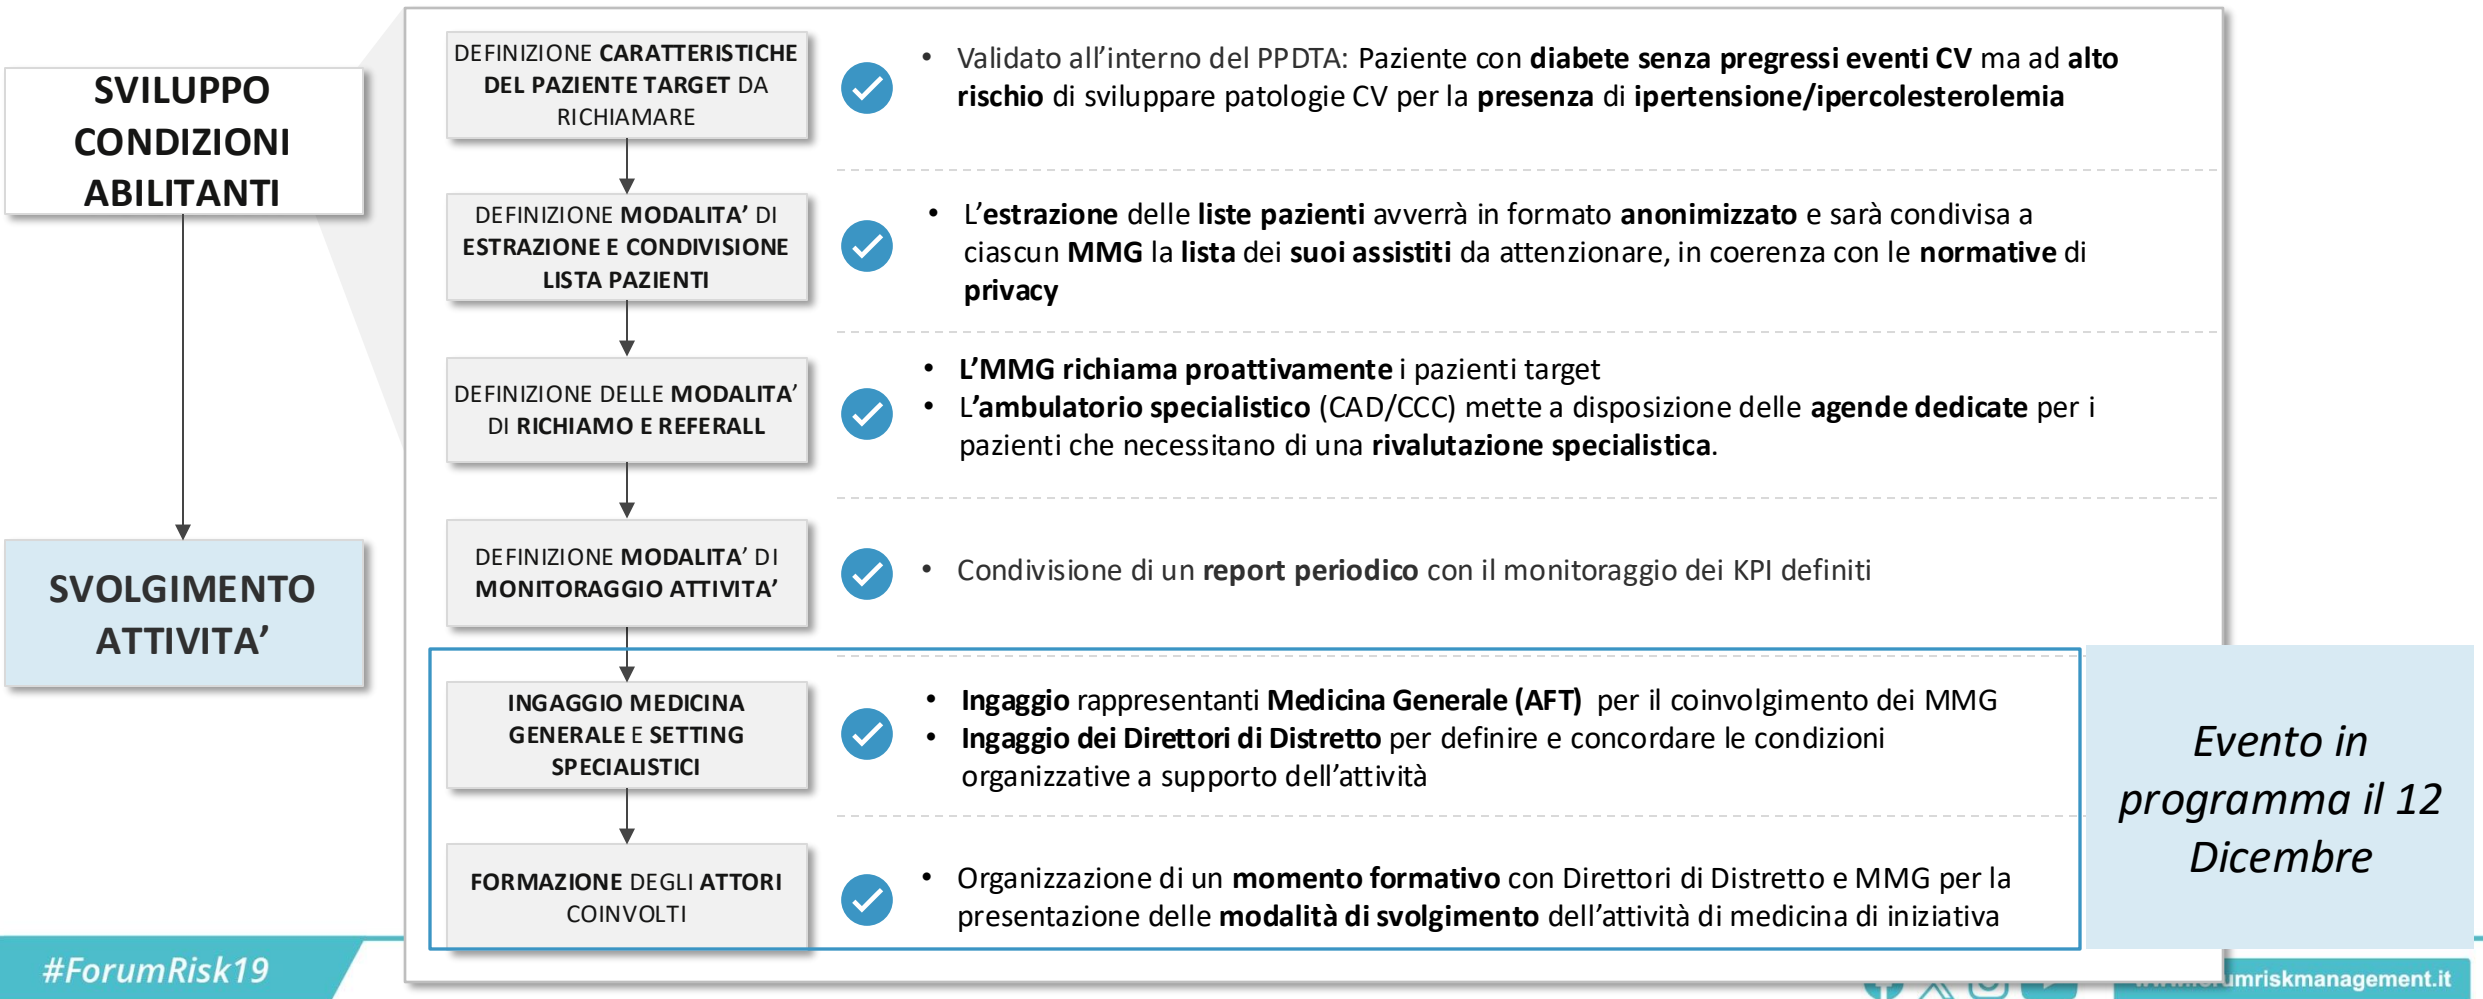 SVILUPPO
CONDIZIONI
ABILITANTI
SVOLGIMENTO
ATTIVITA’
DEFINIZIONE CARATTERISTICHE
DEL PAZIENTE TARGET DA
RICHIAMARE
• Validato all’interno del PPDTA: Paziente con diabete senza pregressi eventi CV ma ad alto
rischio di sviluppare patologie CV per la presenza di ipertensione/ipercolesterolemia
DEFINIZIONE MODALITA’ DI
ESTRAZIONE E CONDIVISIONE
LISTA PAZIENTI
• L’estrazione delle liste pazienti avverrà in formato anonimizzato e sarà condivisa a
ciascun MMG la lista dei suoi assistiti da attenzionare, in coerenza con le normative di
privacy
DEFINIZIONE DELLE MODALITA’
DI RICHIAMO E REFERALL
• L’MMG richiama proattivamente i pazienti target
• L’ambulatorio specialistico (CAD/CCC) mette a disposizione delle agende dedicate per i
pazienti che necessitano di una rivalutazione specialistica.
DEFINIZIONE MODALITA’ DI
MONITORAGGIO ATTIVITA’
• Condivisione di un report periodico con il monitoraggio dei KPI definiti
INGAGGIO MEDICINA
GENERALE E SETTING
SPECIALISTICI
• Ingaggio rappresentanti Medicina Generale (AFT) per il coinvolgimento dei MMG
• Ingaggio dei Direttori di Distretto per definire e concordare le condizioni
organizzative a supporto dell’attività
FORMAZIONE DEGLI ATTORI
COINVOLTI
• Organizzazione di un momento formativo con Direttori di Distretto e MMG per la
presentazione delle modalità di svolgimento dell’attività di medicina di iniziativa
Evento in
programma il 12
Dicembre
#ForumRisk19
umriskmanagement.it